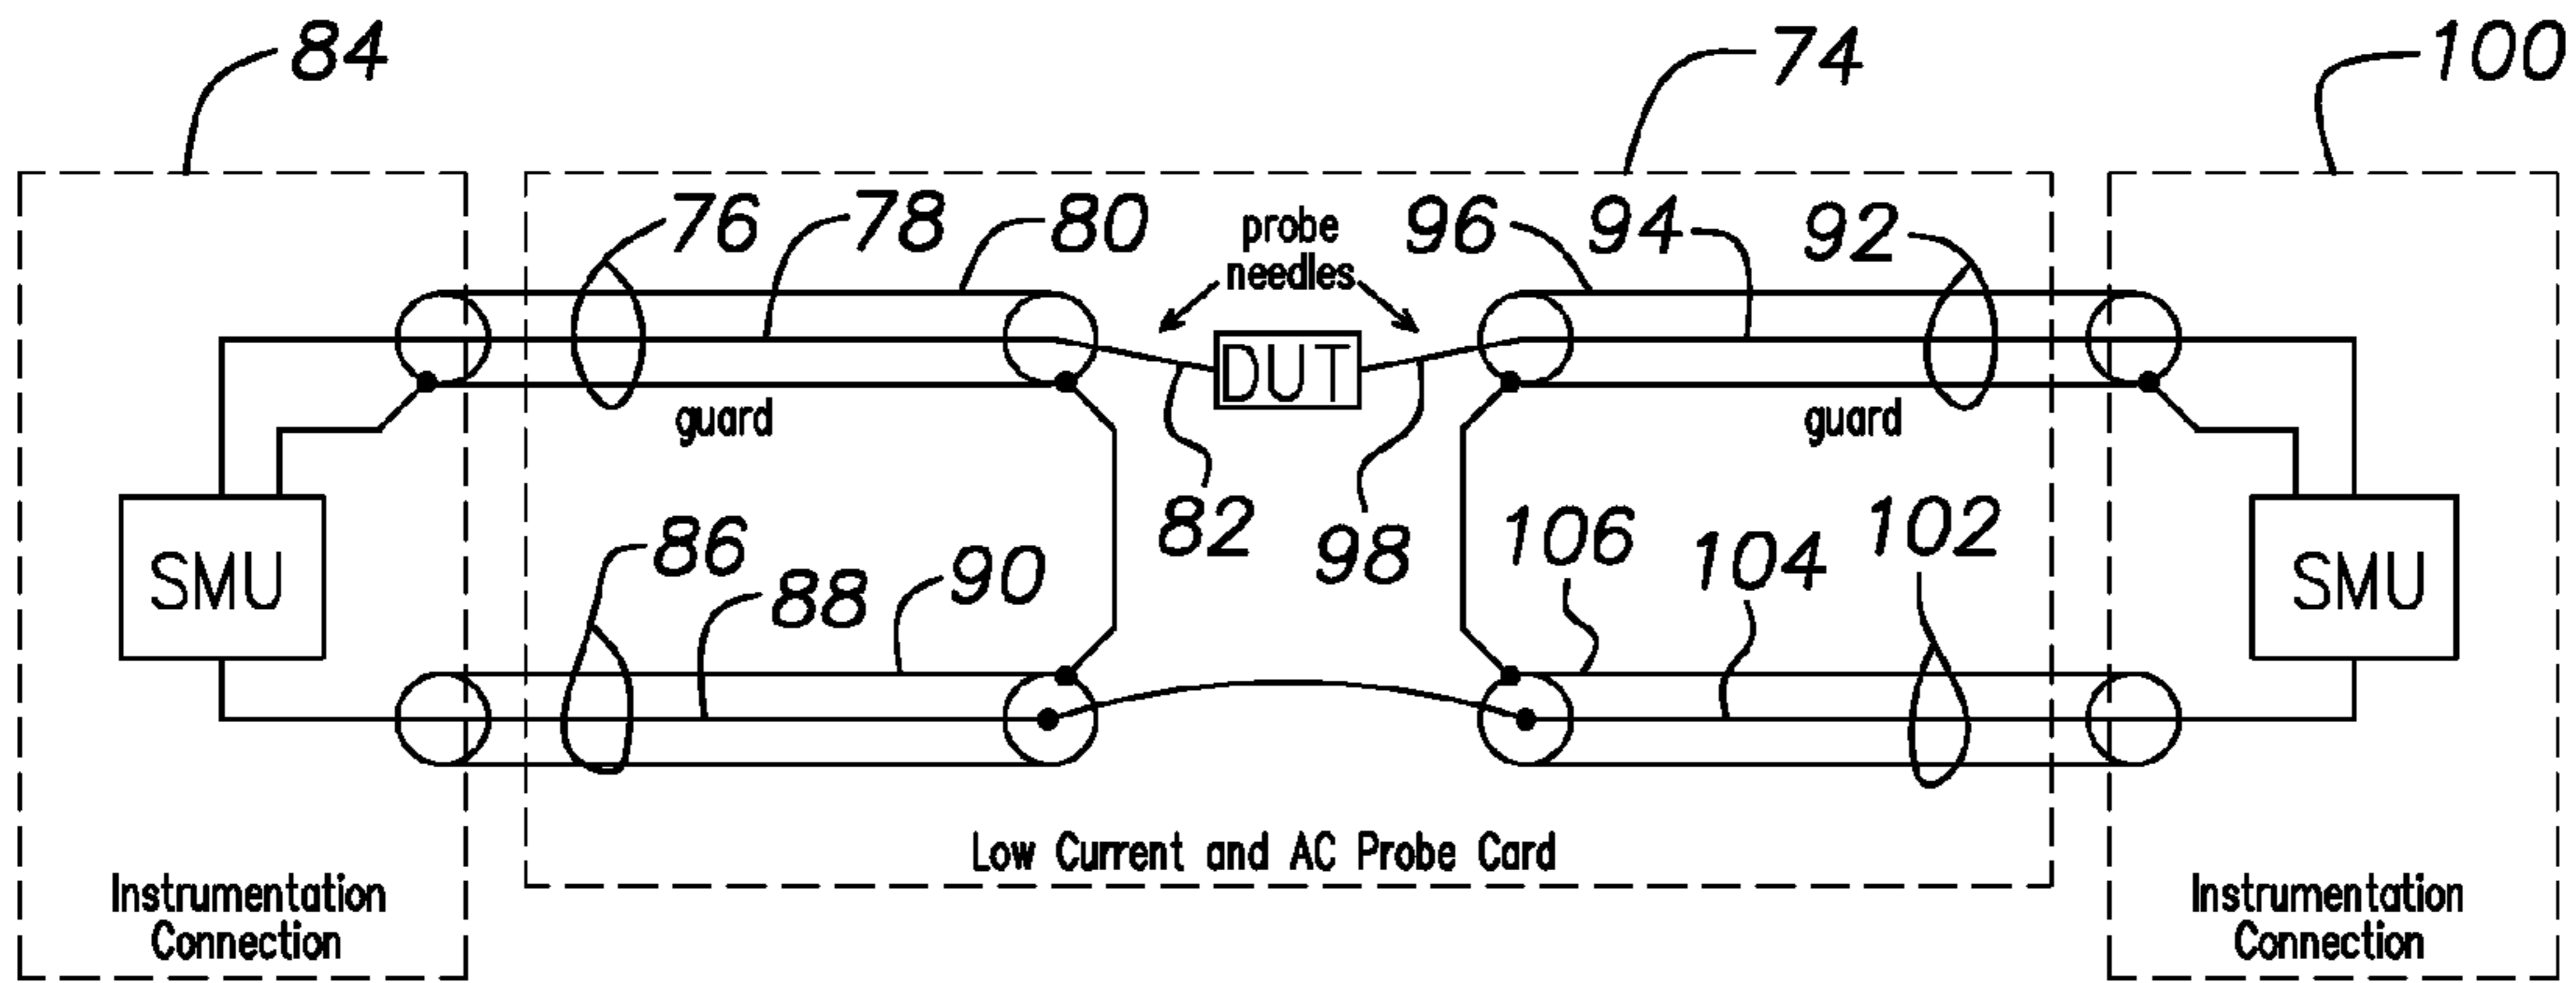 84
74
100
76
78
80
probe
needles
96
94
92
DUT
guard
guard
82
98
SMU
86
88
90
106
104
102
SMU
Low Current and AC Probe Card
Instrumentation
Connection
Instrumentation
Connection